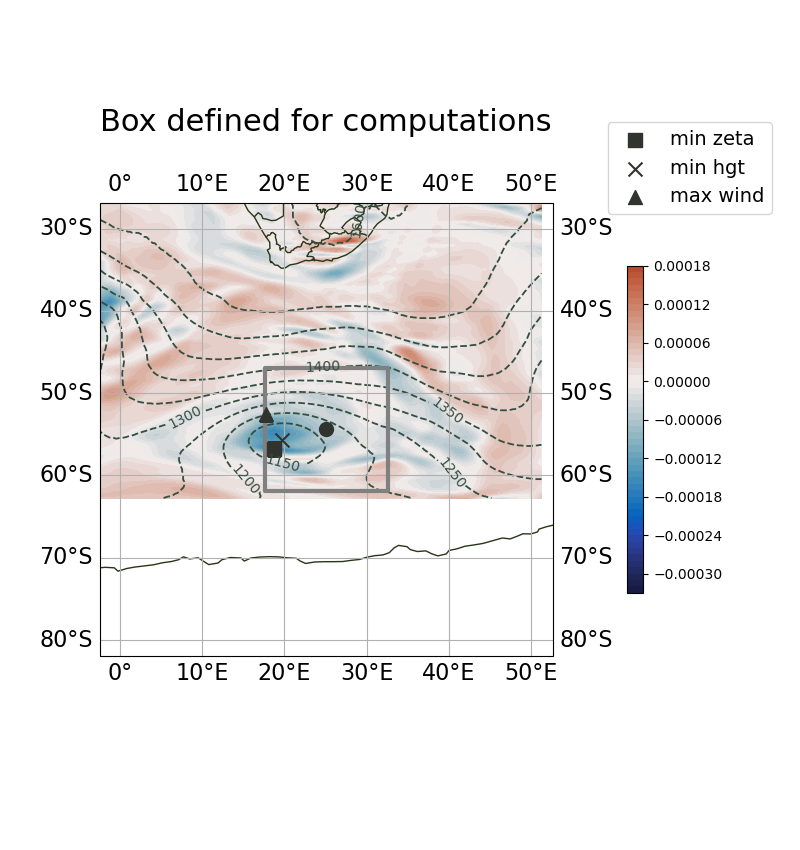 Box defined for computations
min zeta
min hgt
max wind
0° 10°E 20°E 30°E 40°E 50°E
30°S 30°S
40°S 40°S
50°S 50°S
60°S 60°S
70°S 70°S
80°S 80°S
0° 10°E 20°E 30°E 40°E 50°E
1400
1300
1350
1150
1200
1250
0.00018
0.00012
0.00006
0.00000
−0.00006
−0.00012
−0.00018
−0.00024
−0.00030